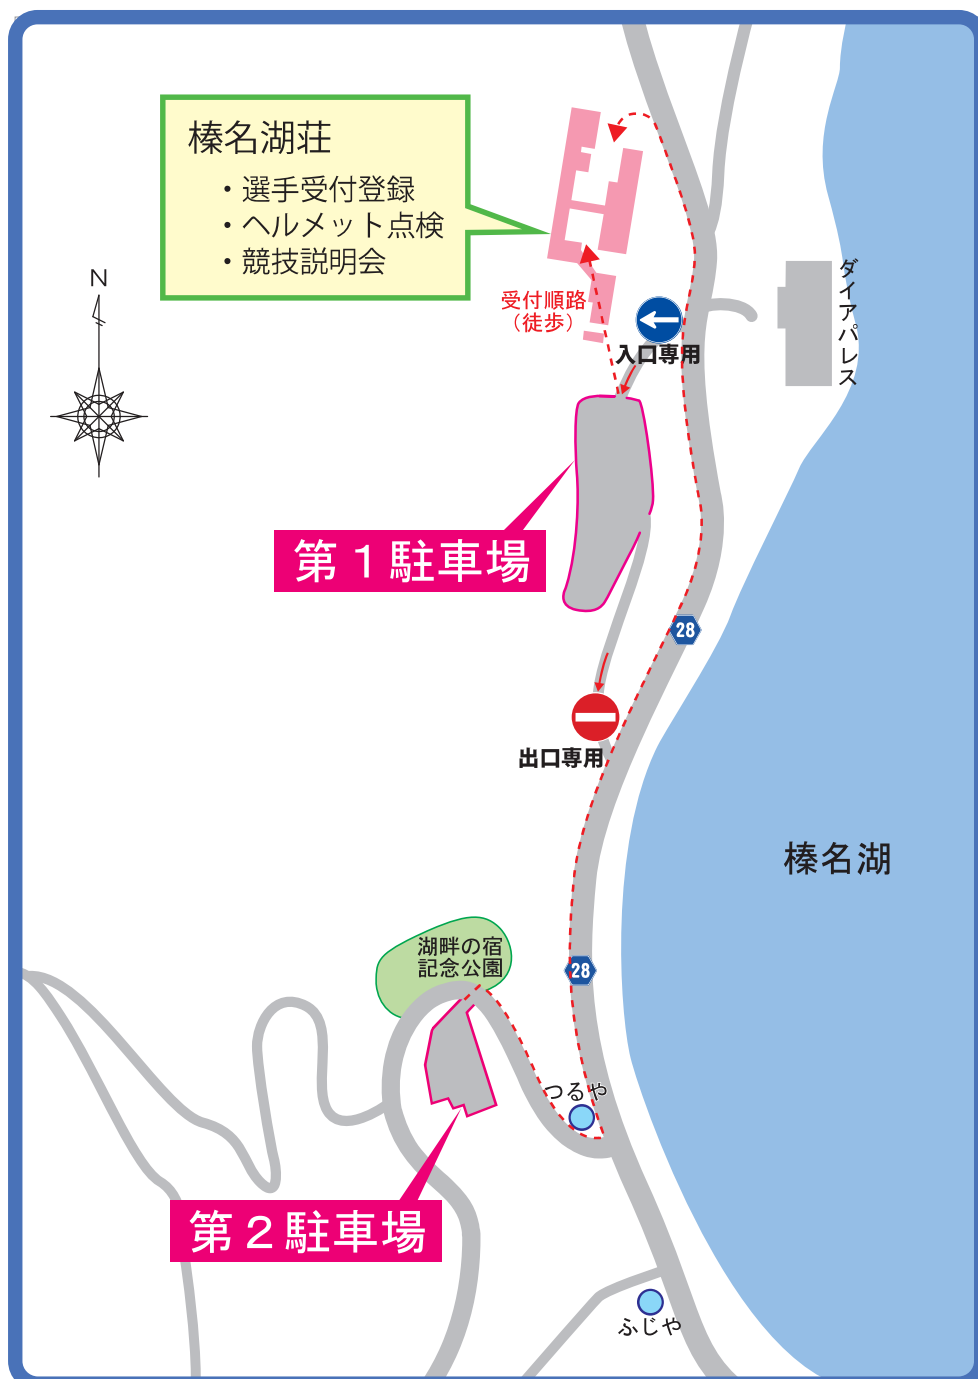 榛名湖荘
・選手受付登録
・ヘルメット点検
・競技説明会
N
ダイアパレス
受付順路
（徒歩）
入口専用
第１駐車場
28
出口専用
榛名湖
湖畔の宿
記念公園
28
つるや
第２駐車場
ふじや